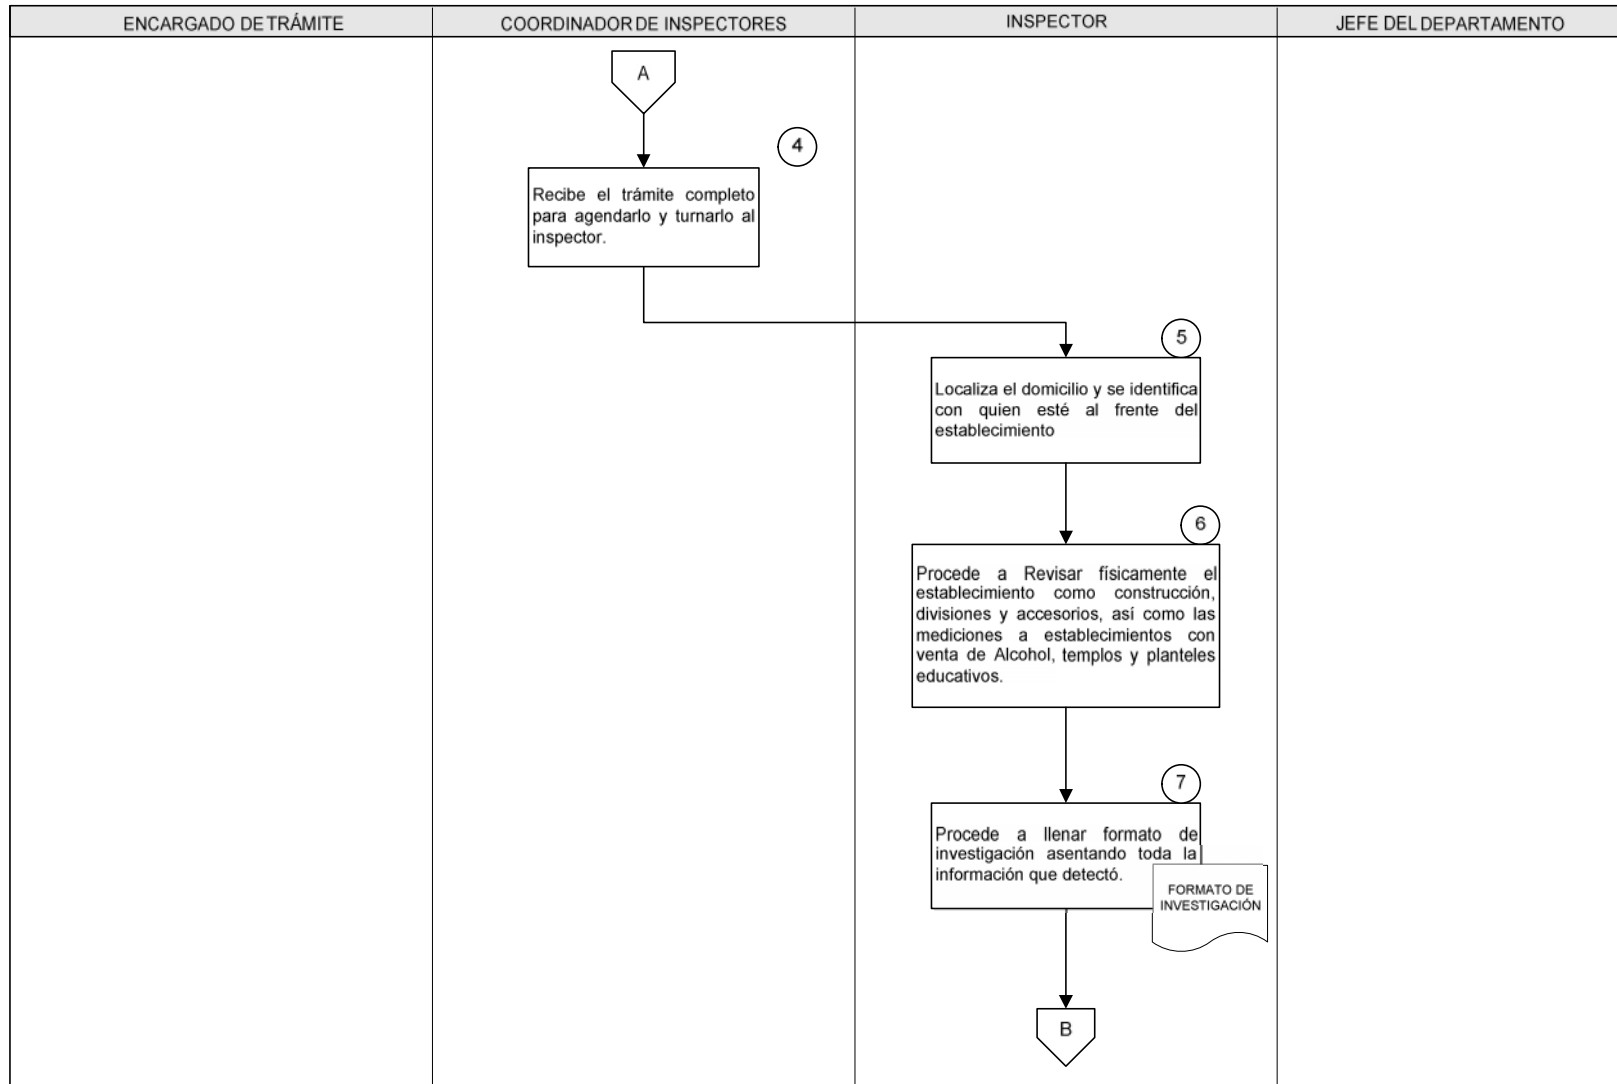 ENCARGADO DE TRÁMITE
COORDINADOR DE INSPECTORES
INSPECTOR
JEFE DEL DEPARTAMENTO
A
4
Recibe el trámite completo
para agendarlo y turnarlo al
inspector.
5
Localiza el domicilio y se identifica
con quien esté al frente del
establecimiento
6
Procede a Revisar físicamente el
establecimiento como construcción,
divisiones y accesorios, así como las
mediciones a establecimientos con
venta de Alcohol, templos y planteles
educativos.
7
Procede a llenar formato de
investigación asentando toda la
información que detectó.
FORMATO DE
INVESTIGACIÓN
B